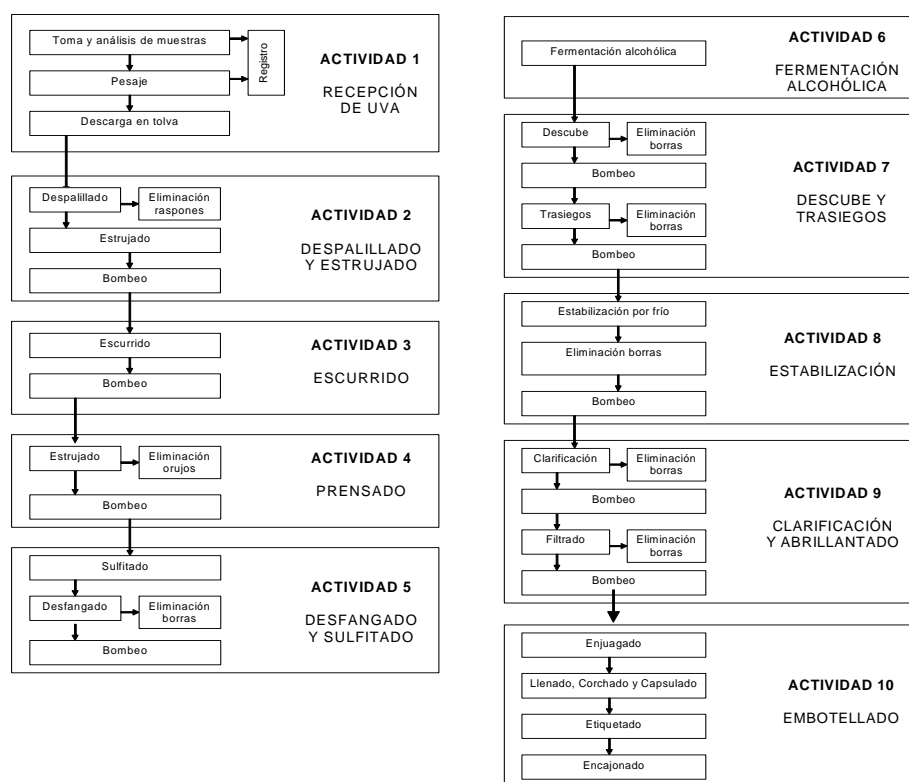 Toma y análisis de muestras
Registro
Pesaje
Descarga en tolva
ACTIVIDAD 1
RECEPCIÓN
DE UVA
Despalillado
Eliminación
raspones
Estrujado
Bombeo
ACTIVIDAD 2
DESPALILLADO
Y ESTRUJADO
Escurrido
Bombeo
ACTIVIDAD 3
ESCURRIDO
Estrujado
Eliminación
orujos
Bombeo
ACTIVIDAD 4
PRENSADO
Sulfitado
Desfangado
Eliminación
borras
Bombeo
ACTIVIDAD 5
DESFANGADO
Y SULFITADO
Fermentación alcohólica
ACTIVIDAD 6
FERMENTACIÓN
ALCOHÓLICA
Descube
Eliminación
borras
Bombeo
Trasiegos
Eliminación
borras
Bombeo
ACTIVIDAD 7
DESCUBE Y
TRASIEGOS
Estabilización por frío
Eliminación borras
Bombeo
ACTIVIDAD 8
ESTABILIZACIÓN
Clarificación
Eliminación
borras
Bombeo
Filtrado
Eliminación
borras
Bombeo
ACTIVIDAD 9
CLARIFICACIÓN
Y ABRILLANTADO
Enjuagado
Llenado, Corchado y Capsulado
Etiquetado
Encajonado
ACTIVIDAD 10
EMBOTELLADO